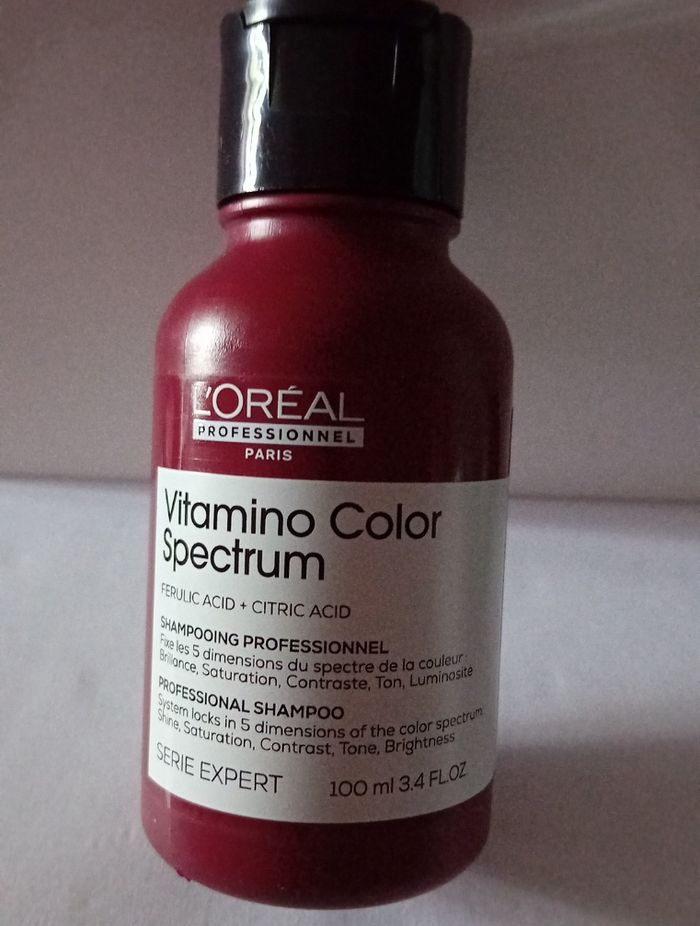 L'ORÉAL
PROFESSIONNEL
PARIS
Vitamino Color
Spectrum
FERULIC ACID + CITRIC ACID
SHAMPOOING PROFESSIONNEL
Fixe les 5 dimensions du spectre de la couleur :
Brillance, Saturation, Contraste, Ton, Luminosité
PROFESSIONAL SHAMPOO
System locks in 5 dimensions of the color spectrum:
Shine, Saturation, Contrast, Tone, Brightness
SERIE EXPERT
100 ml 3.4 FL.OZ.